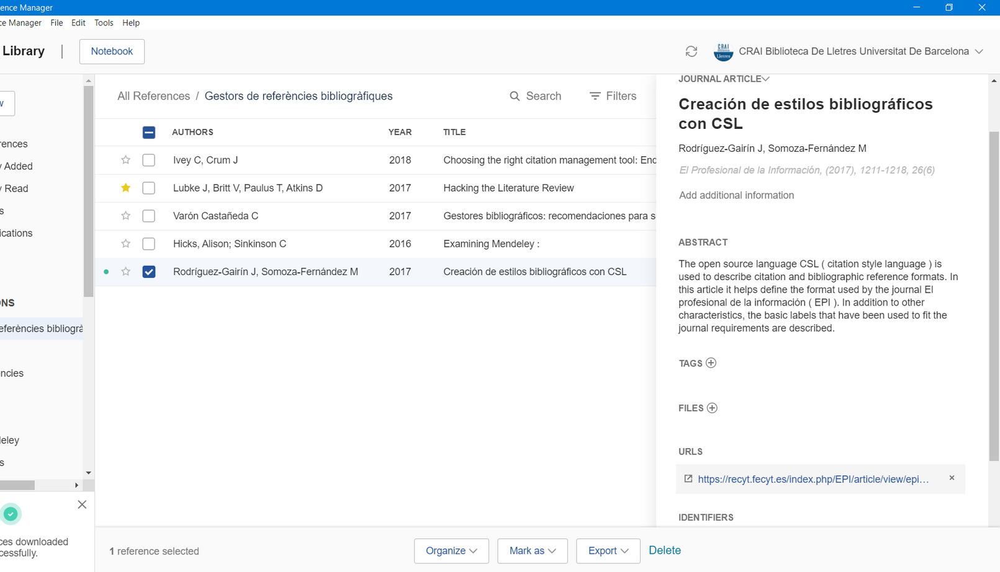 ence Manager
ce Manager File Edit Tools Help
Library | Notebook
CRAI Lletres
CRAI Biblioteca De Lletres Universitat De Barcelona
w
rences
y Added
y Read
s
ications
ONS
eferències bibliogrà
encies
leley
s
ces downloaded
cessfully.
All References / Gestors de referències bibliogràfiques
Search Filters
AUTHORS YEAR TITLE
Ivey C, Crum J 2018 Choosing the right citation management tool: End
Lubke J, Britt V, Paulus T, Atkins D 2017 Hacking the Literature Review
Varón Castañeda C 2017 Gestores bibliográficos: recomendaciones para s
Hicks, Alison; Sinkinson C 2016 Examining Mendeley :
Rodríguez-Gairín J, Somoza-Fernández M 2017 Creación de estilos bibliográficos con CSL
JOURNAL ARTICLE
Creación de estilos bibliográficos
con CSL
Rodríguez-Gairín J, Somoza-Fernández M
El Profesional de la Información, (2017), 1211-1218, 26(6)
Add additional information
ABSTRACT
The open source language CSL ( citation style language ) is
used to describe citation and bibliographic reference formats. In
this article it helps define the format used by the journal El
profesional de la información ( EPI ). In addition to other
characteristics, the basic labels that have been used to fit the
journal requirements are described.
TAGS
FILES
URLS
https://recyt.fecyt.es/index.php/EPI/article/view/epi…
IDENTIFIERS
1 reference selected
Organize Mark as Export Delete